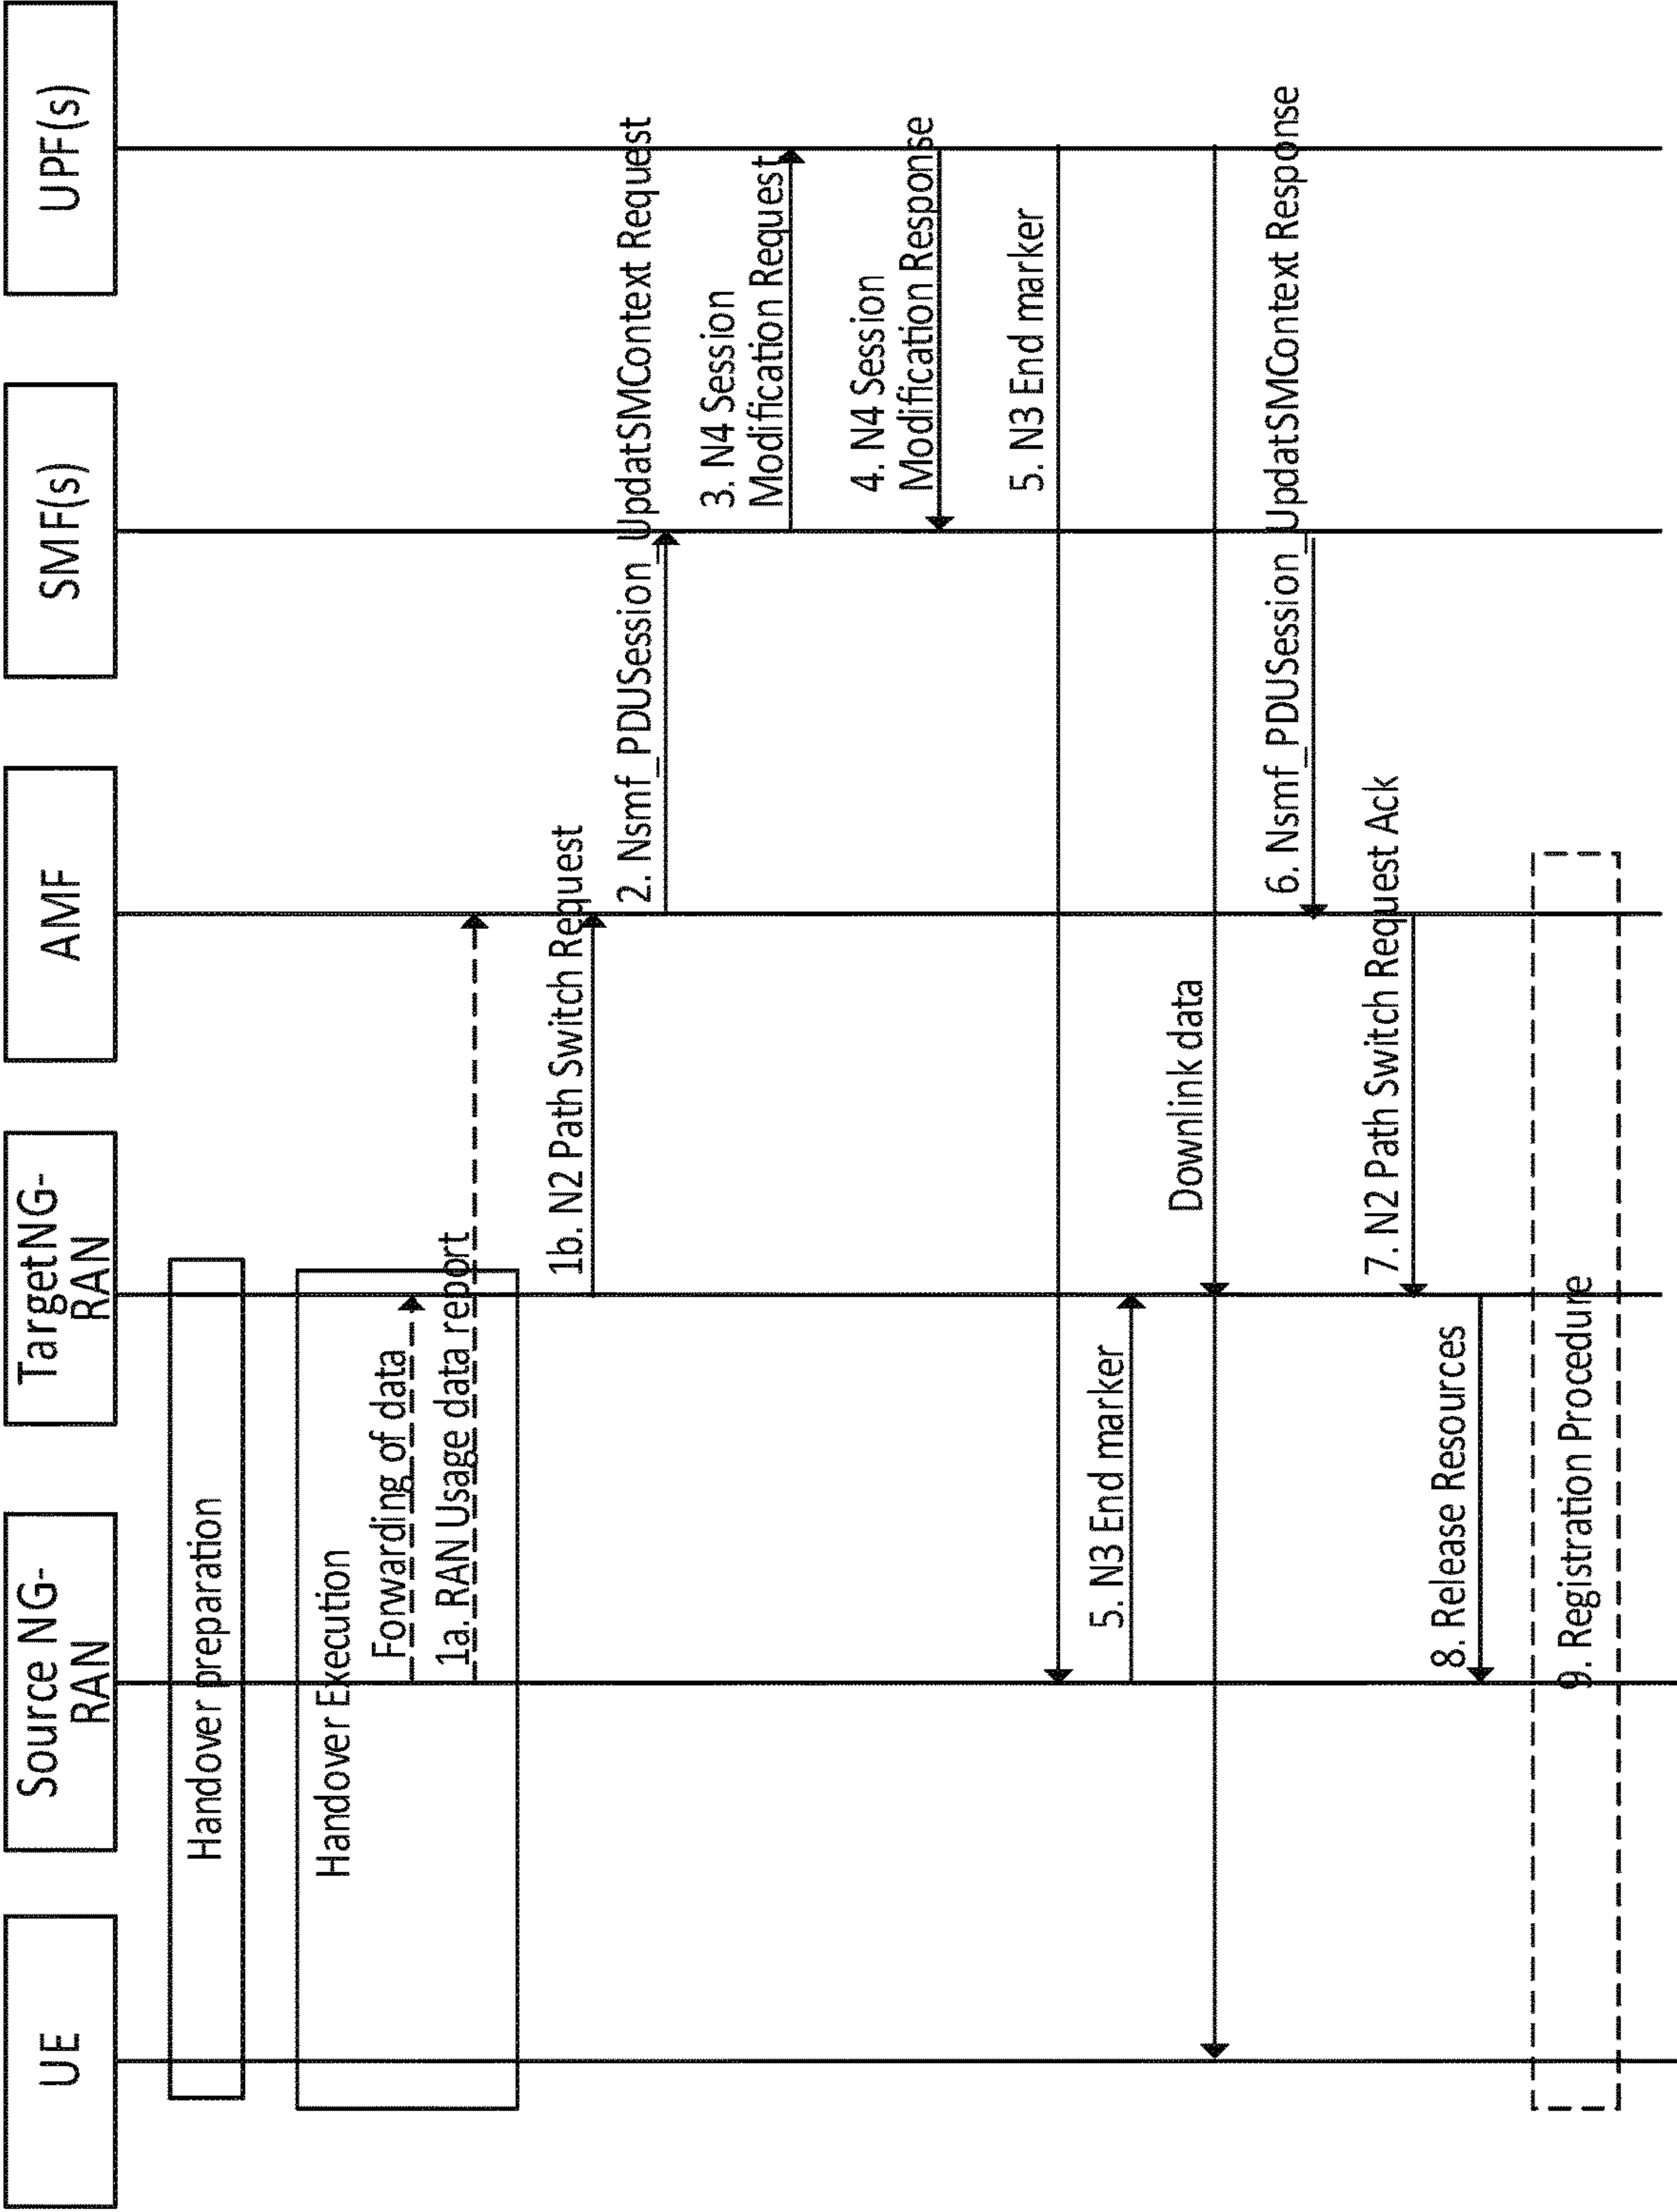 UE
Source NG-
RAN
TargetNG-
RAN
AMF
SMF(s)
UPF(s)
Handover preparation
Handover Execution
Forwarding of data
1a. RAN Usage data report
1b. N2 Path Switch Request
2. Nsmf_PDUSession_UpdatSMContext Request
3. N4 Session
Modification Request
4. N4 Session
Modification Response
5. N3 End marker
5. N3 End marker
Downlink data
6. Nsmf_PDUSession_UpdatSMContext Response
7. N2 Path Switch Request Ack
8. Release Resources
9. Registration Procedure